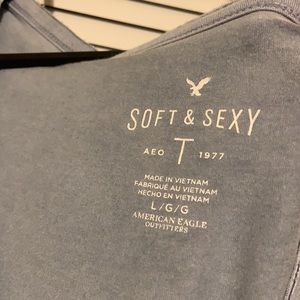 SOFT & SEXY
AEO T 1977
MADE IN VIETNAM
FABRIQUÉ AU VIETNAM
HECHO EN VIETNAM
L/G/G
AMERICAN EAGLE
OUTFITTERS